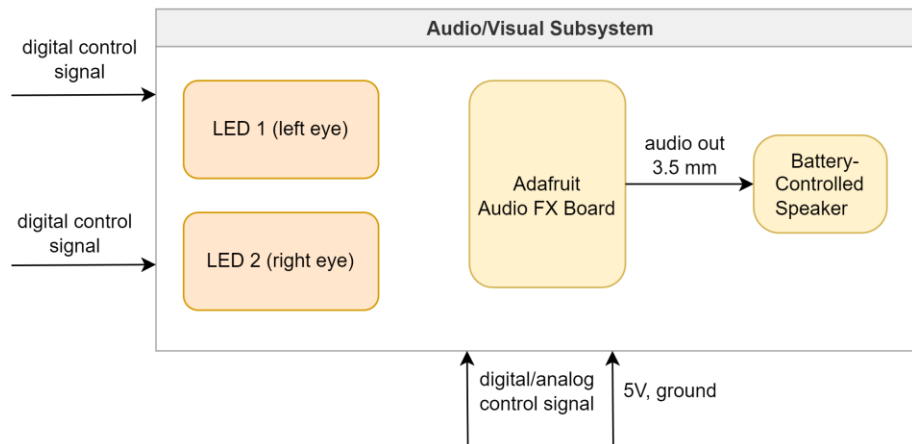 Audio/Visual Subsystem
digital control
signal
LED 1 (left eye)
digital control
signal
LED 2 (right eye)
Adafruit
Audio FX Board
audio out
3.5 mm
Battery-
Controlled
Speaker
digital/analog
control signal
5V, ground